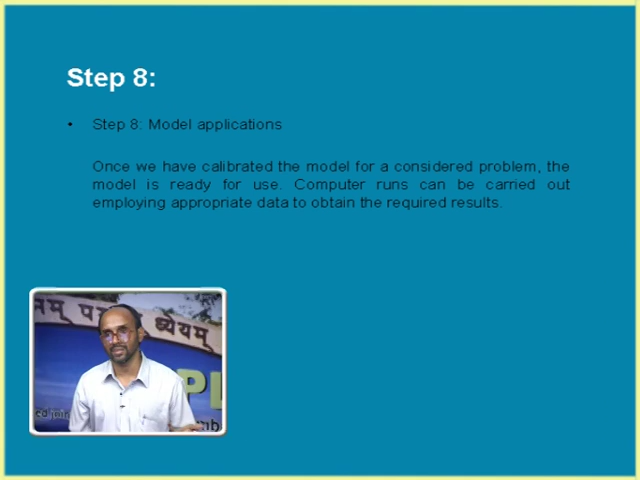 Step 8:
• Step 8: Model applications
Once we have calibrated the model for a considered problem, the
model is ready for use. Computer runs can be carried out
employing appropriate data to obtain the required results.
ध्येयम्